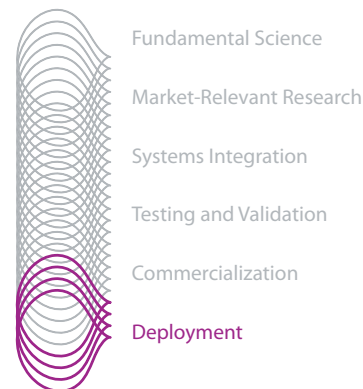 Fundamental Science
Market-Relevant Research
Systems Integration
Testing and Validation
Commercialization
Deployment